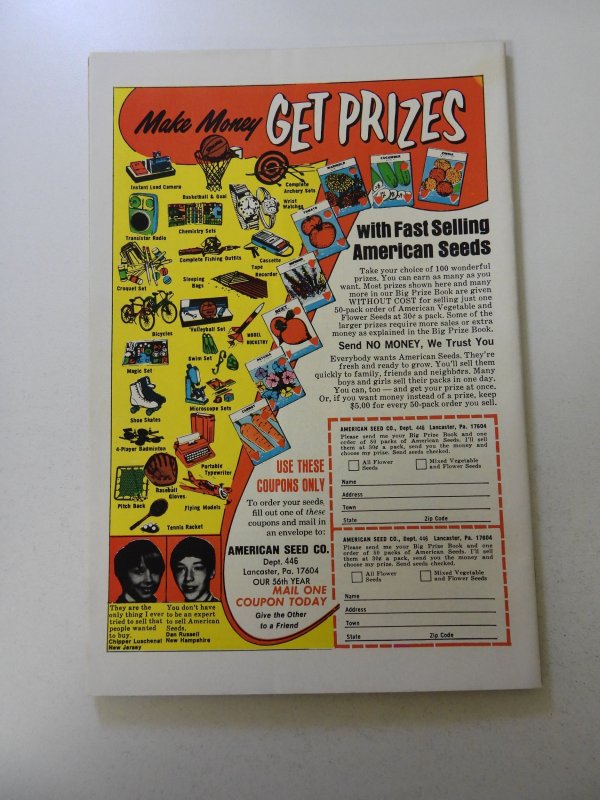 Make Money GET PRIZES
Instant Load Camera
Basketball & Goal
Complete
Archery Sets
Wrist
Watches
Transistor Radio
Chemistry Sets
Complete Fishing Outfits
Cassette
Tape
Recorder
Croquet Set
Sleeping
Bags
Bicycles
Volleyball Set
MODEL
ROCKETRY
Swim Set
Magic Set
Shoe Skates
Microscope Sets
4-Player Badminton
Portable
Typewriter
Baseball
Gloves
Pitch Back
Flying Models
Tennis Racket
CUCUMBER
TOMATO
BEET
with Fast Selling
American Seeds
Take your choice of 100 wonderful
prizes. You can earn as many as you
want. Most prizes shown here and many
more in our Big Prize Book are given
WITHOUT COST for selling just one
50-pack order of American Vegetable and
Flower Seeds at 30¢ a pack. Some of the
larger prizes require more sales or extra
money as explained in the Big Prize Book.
Send NO MONEY, We Trust You
Everybody wants American Seeds. They're
fresh and ready to grow. You'll sell them
quickly to family, friends and neighbors. Many
boys and girls sell their packs in one day.
You can, too — and get your prize at once.
Or, if you want money instead of a prize, keep
$5.00 for every 50-pack order you sell.
USE THESE
COUPONS ONLY
To order your seeds,
fill out one of these
coupons and mail in
an envelope to:
AMERICAN SEED CO.
Dept. 446
Lancaster, Pa. 17604
OUR 56th YEAR
MAIL ONE
COUPON TODAY
Give the Other
to a Friend
AMERICAN SEED CO., Dept. 446 Lancaster, Pa. 17604
Please send me your Big Prize Book and one
order of 50 packs of American Seeds. I'll sell
them at 30¢ a pack, send you the money and
choose my prize. Send seeds checked.
All Flower
Seeds
Mixed Vegetable
and Flower Seeds
Name
Address
Town
State Zip Code
AMERICAN SEED CO., Dept. 446 Lancaster, Pa. 17604
Please send me your Big Prize Book and one
order of 50 packs of American Seeds. I'll sell
them at 30¢ a pack, send you the money and
choose my prize. Send seeds checked.
All Flower
Seeds
Mixed Vegetable
and Flower Seeds
Name
Address
Town
State Zip Code
They are the
only thing I ever
tried to sell that
people wanted
to buy.
Chipper Luschenat
New Jersey
You don't have
to be an expert
to sell American
Seeds.
Dan Russell
New Hampshire